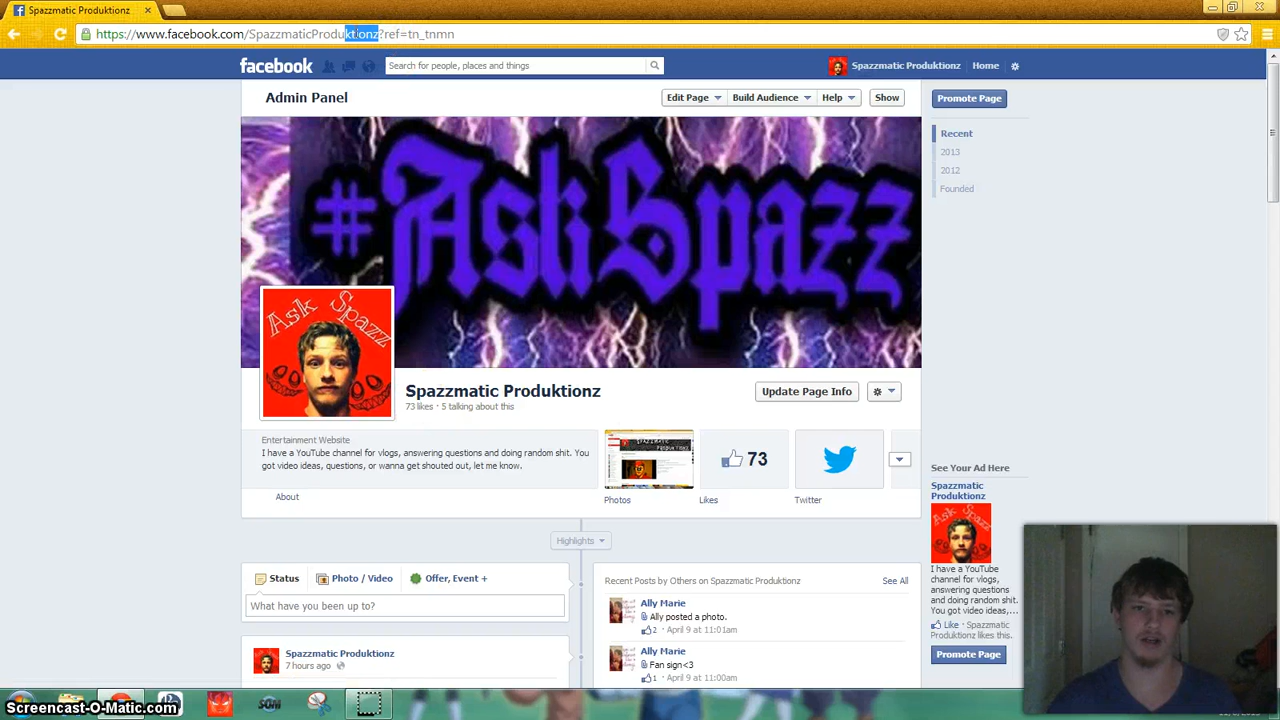 Spazzmatic Produktionz
https://www.facebook.com/SpazzmaticProduktionz?ref=tn_tnmn
facebook
Search for people, places and things
Spazzmatic Produktionz
Home
Admin Panel
Edit Page
Build Audience
Help
Show
Promote Page
Recent
2013
2012
Founded
#AskSpazz
Ask Spazz
Spazzmatic Produktionz
73 likes · 5 talking about this
Update Page Info
Entertainment Website
I have a YouTube channel for vlogs, answering questions and doing random shit. You
got video ideas, questions, or wanna get shouted out, let me know.
About
Photos
73
Likes
Twitter
Highlights
Status
Photo / Video
Offer, Event +
What have you been up to?
Spazzmatic Produktionz
7 hours ago
Recent Posts by Others on Spazzmatic Produktionz
See All
Ally Marie
Ally posted a photo.
2 · April 9 at 11:01am
Ally Marie
Fan sign<3
1 · April 9 at 11:00am
See Your Ad Here
Spazzmatic
Produktionz
Ask Spazz
I have a YouTube
channel for vlogs,
answering questions
and doing random shit.
You got video ideas,...
Like · Spazzmatic
Produktionz likes this.
Promote Page
Screencast-O-Matic.com
SOM